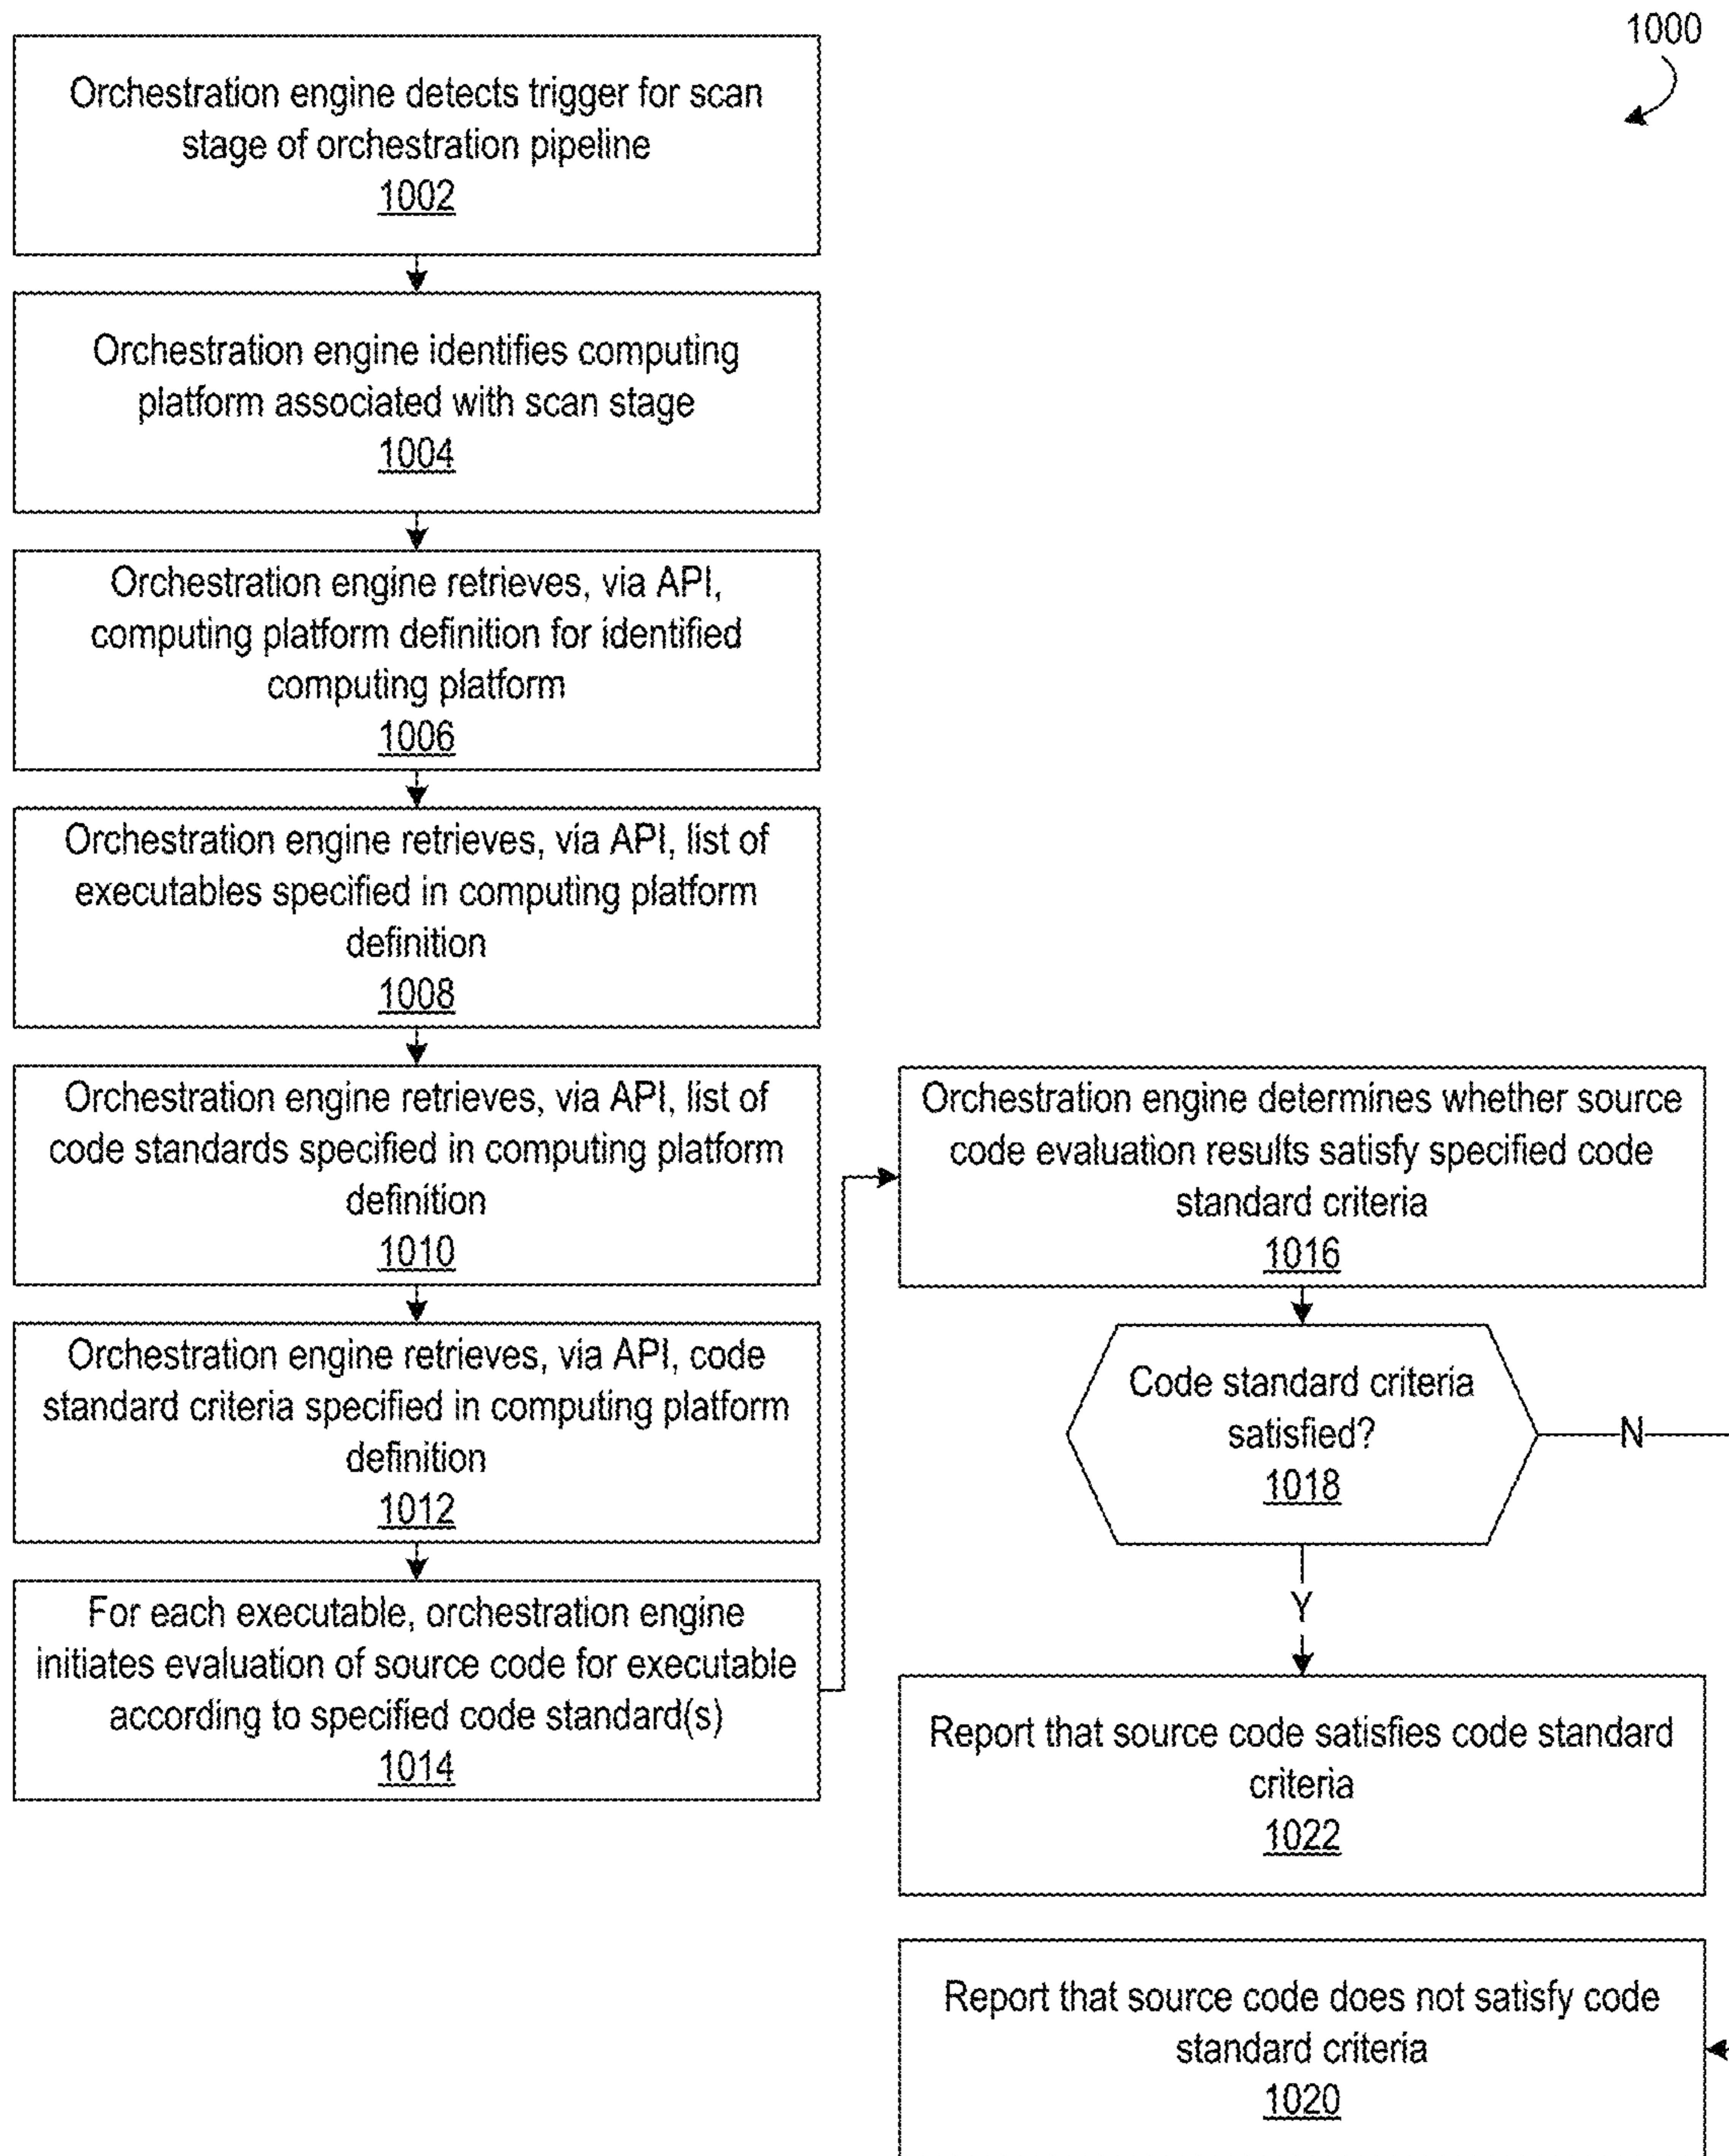 1000
Orchestration engine detects trigger for scan
stage of orchestration pipeline
1002
Orchestration engine identifies computing
platform associated with scan stage
1004
Orchestration engine retrieves, via API,
computing platform definition for identified
computing platform
1006
Orchestration engine retrieves, via API, list of
executables specified in computing platform
definition
1008
Orchestration engine retrieves, via API, list of
code standards specified in computing platform
definition
1010
Orchestration engine retrieves, via API, code
standard criteria specified in computing platform
definition
1012
For each executable, orchestration engine
initiates evaluation of source code for executable
according to specified code standard(s)
1014
Orchestration engine determines whether source
code evaluation results satisfy specified code
standard criteria
1016
Code standard criteria
satisfied?
1018
N
Y
Report that source code satisfies code standard
criteria
1022
Report that source code does not satisfy code
standard criteria
1020